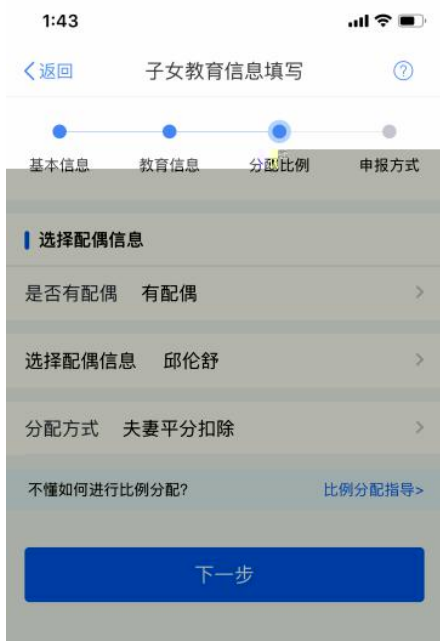 1:43
返回 子女教育信息填写
基本信息 教育信息 分配比例 申报方式
选择配偶信息
是否有配偶 有配偶
选择配偶信息 邱伦舒
分配方式 夫妻平分扣除
不懂如何进行比例分配? 比例分配指导>
下一步